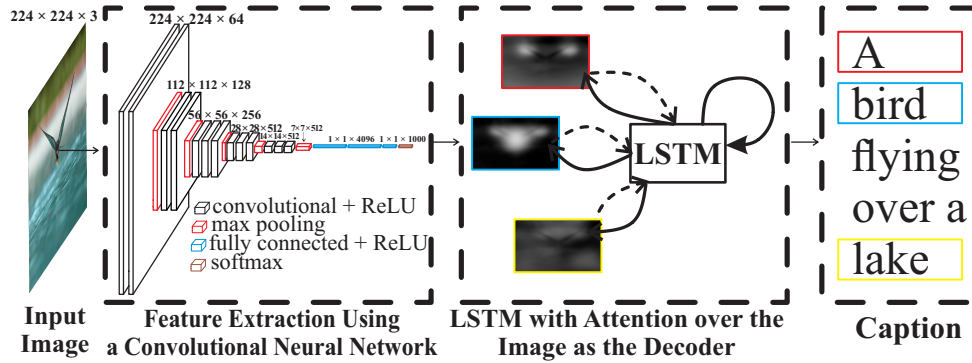 224 × 224 × 3
224 × 224 × 64
112 × 112 × 128
56 × 56 × 256
28×28×512
14×14×512
7×7×512
1 × 1 × 4096
1 × 1 × 1000
convolutional + ReLU
max pooling
fully connected + ReLU
softmax
LSTM
A
bird
flying
over a
lake
Input
Image
Feature Extraction Using
a Convolutional Neural Network
LSTM with Attention over the
Image as the Decoder
Caption